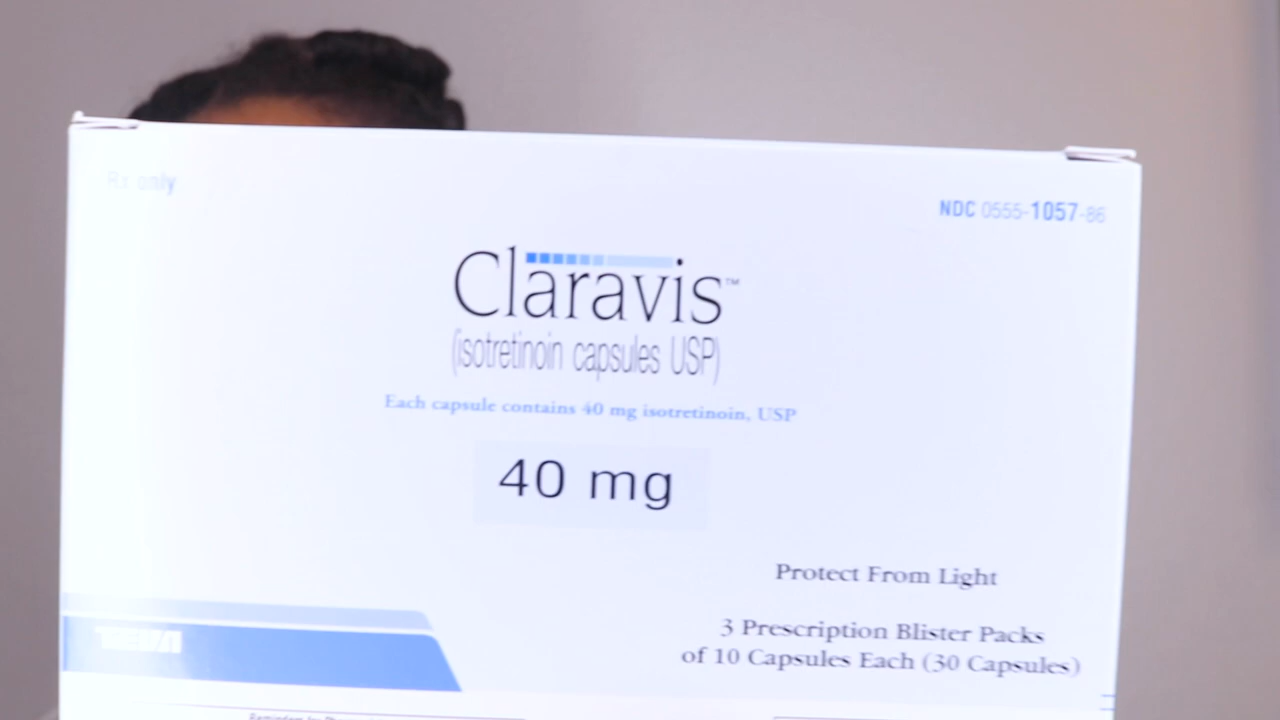 Rx only
NDC 0555-1057-86
Claravis™
(isotretinoin capsules USP)
Each capsule contains 40 mg isotretinoin, USP
40 mg
Protect From Light
3 Prescription Blister Packs
of 10 Capsules Each (30 Capsules)
TEVA